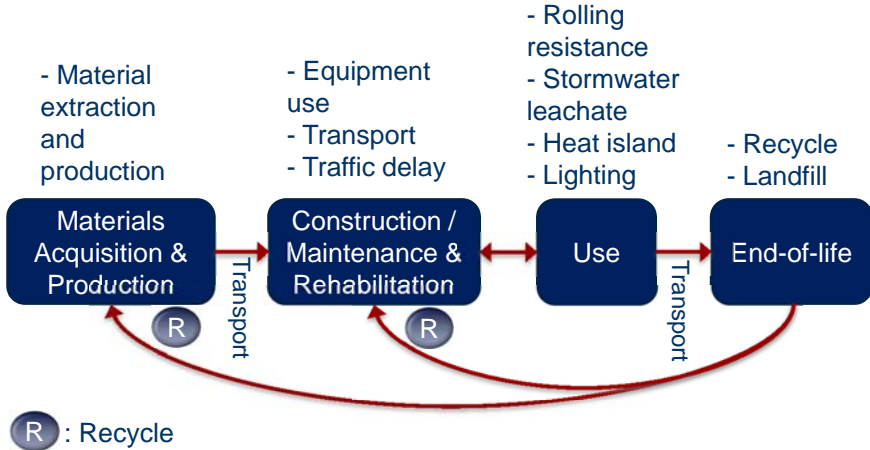 - Material
extraction
and
production
- Equipment
use
- Transport
- Traffic delay
- Rolling
resistance
- Stormwater
leachate
- Heat island
- Lighting
- Recycle
- Landfill
Materials
Acquisition &
Production
Transport
Construction /
Maintenance &
Rehabilitation
Use
Transport
End-of-life
R
R
R : Recycle